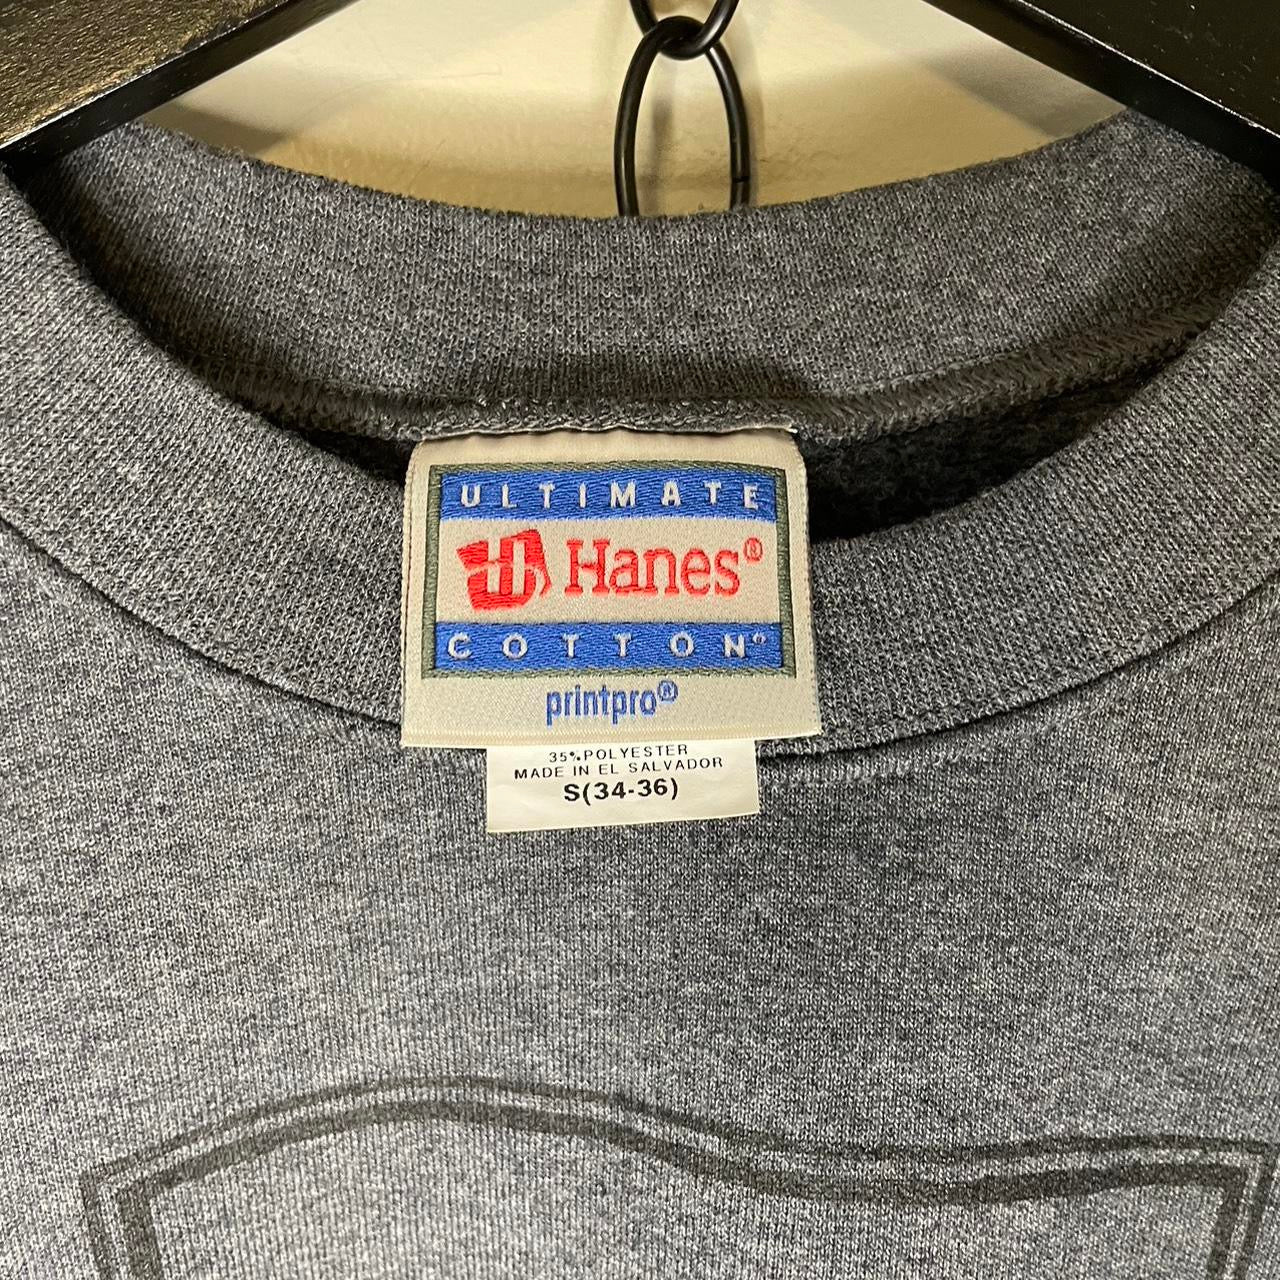 ULTIMATE
Hanes®
COTTON®
printpro®
35% POLYESTER
MADE IN EL SALVADOR
S(34-36)